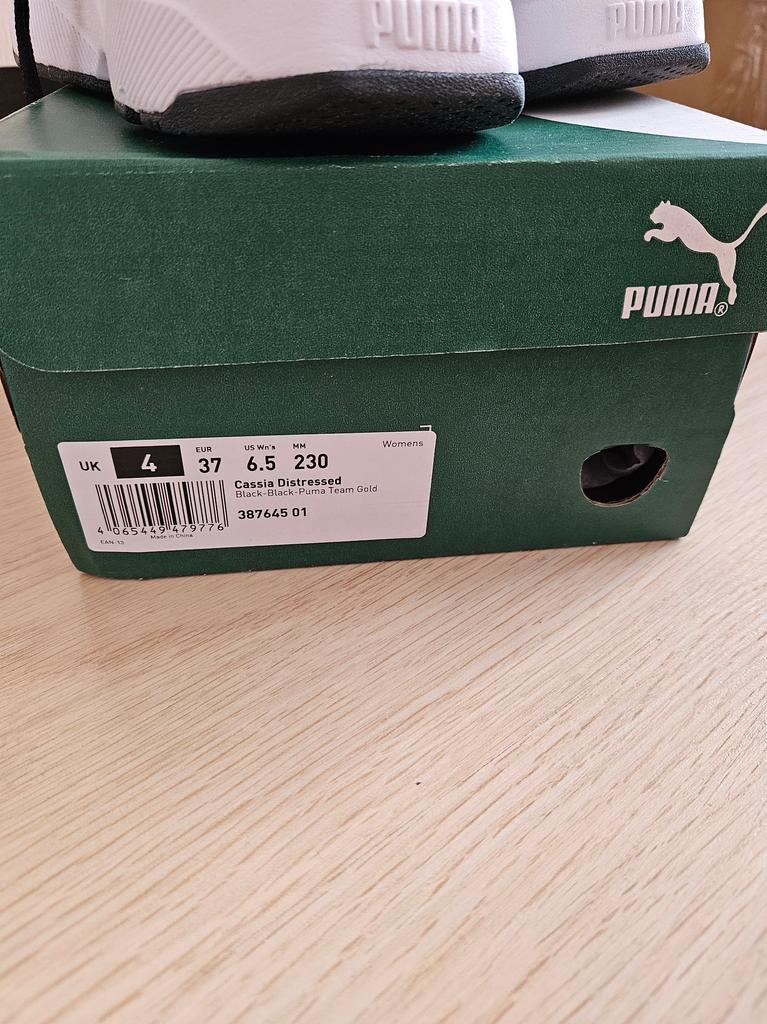 PUMA
PUMA
PUMA®
Womens
UK 4 EUR 37 US Wn's 6.5 MM 230
Cassia Distressed
Black-Black-Puma Team Gold
387645 01
4 065449 479776
EAN-13 Made in China